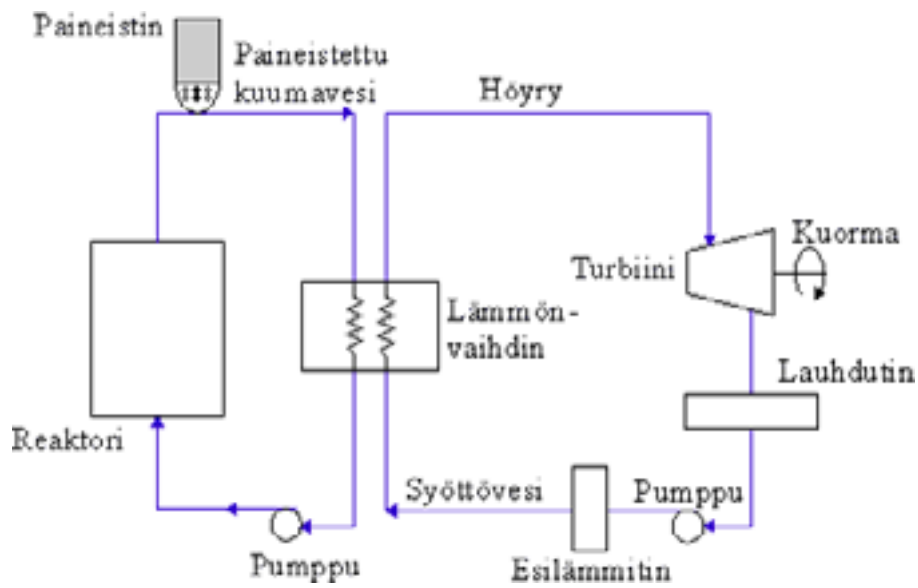 Paineistin
Paineistettu
kuumavesi
Höyry
Kuorma
Turbiini
Lämmön-
vaihdin
Lauhdutin
Reaktori
Syöttövesi
Pumppu
Pumppu
Esilämmitin